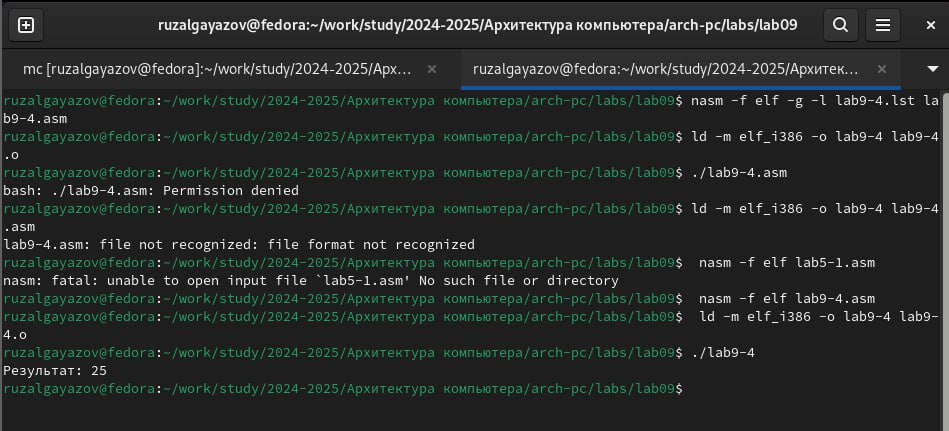 ruzalgayazov@fedora:~/work/study/2024-2025/Архитектура компьютера/arch-pc/labs/lab09
mc [ruzalgayazov@fedora]:~/work/study/2024-2025/Арх...
ruzalgayazov@fedora:~/work/study/2024-2025/Архитек...
ruzalgayazov@fedora:~/work/study/2024-2025/Архитектура компьютера/arch-pc/labs/lab09$ nasm -f elf -g -l lab9-4.lst la
b9-4.asm
ruzalgayazov@fedora:~/work/study/2024-2025/Архитектура компьютера/arch-pc/labs/lab09$ ld -m elf_i386 -o lab9-4 lab9-4
.o
ruzalgayazov@fedora:~/work/study/2024-2025/Архитектура компьютера/arch-pc/labs/lab09$ ./lab9-4.asm
bash: ./lab9-4.asm: Permission denied
ruzalgayazov@fedora:~/work/study/2024-2025/Архитектура компьютера/arch-pc/labs/lab09$ ld -m elf_i386 -o lab9-4 lab9-4
.asm
lab9-4.asm: file not recognized: file format not recognized
ruzalgayazov@fedora:~/work/study/2024-2025/Архитектура компьютера/arch-pc/labs/lab09$  nasm -f elf lab5-1.asm
nasm: fatal: unable to open input file `lab5-1.asm' No such file or directory
ruzalgayazov@fedora:~/work/study/2024-2025/Архитектура компьютера/arch-pc/labs/lab09$  nasm -f elf lab9-4.asm
ruzalgayazov@fedora:~/work/study/2024-2025/Архитектура компьютера/arch-pc/labs/lab09$  ld -m elf_i386 -o lab9-4 lab9-
4.o
ruzalgayazov@fedora:~/work/study/2024-2025/Архитектура компьютера/arch-pc/labs/lab09$ ./lab9-4
Результат: 25
ruzalgayazov@fedora:~/work/study/2024-2025/Архитектура компьютера/arch-pc/labs/lab09$